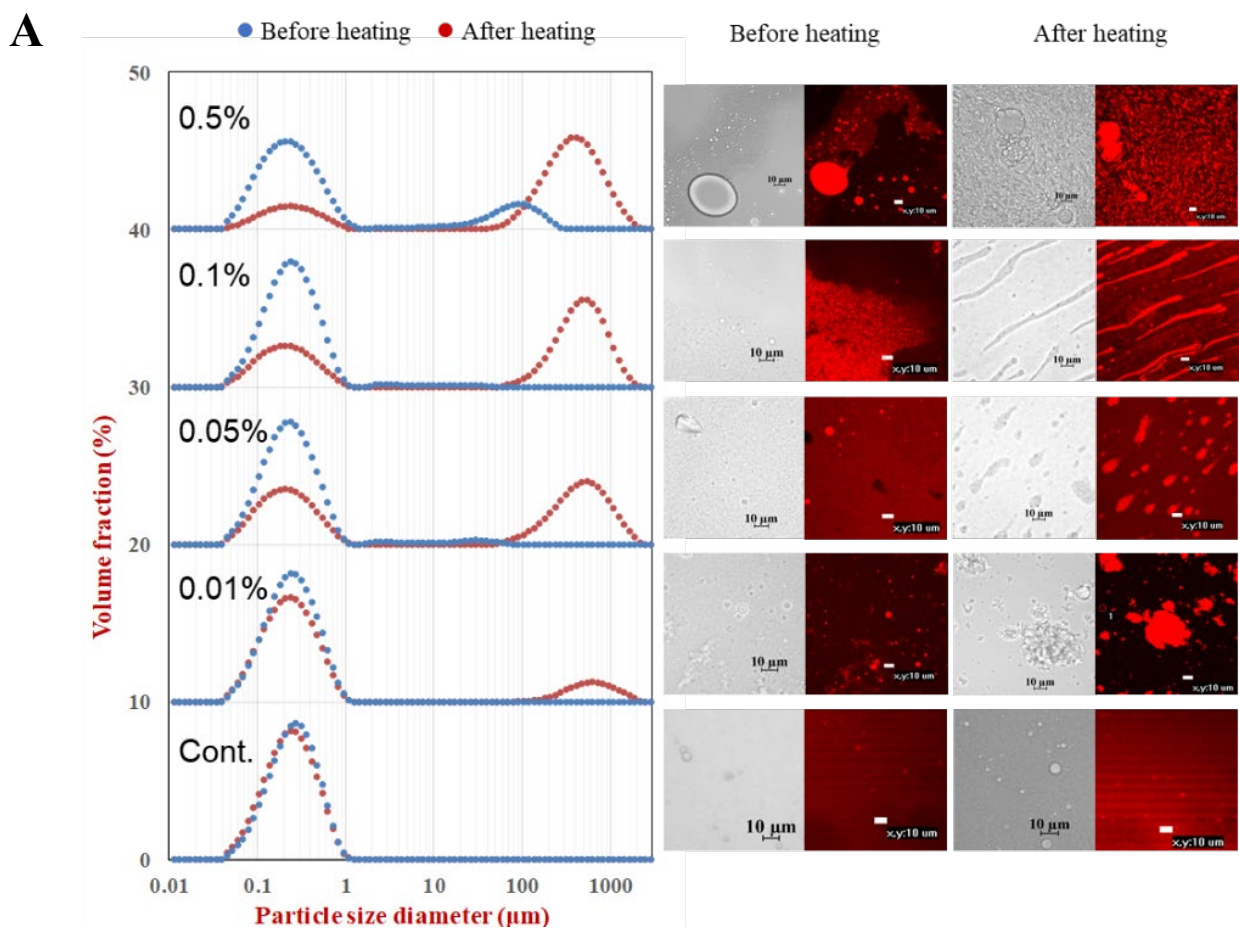 A
Before heating After heating
Before heating
After heating
Volume fraction (%)
50
40
30
20
10
0
0.5%
0.1%
0.05%
0.01%
Cont.
0.01 0.1 1 10 100 1000
Particle size diameter (µm)
10 µm
x,y:10 um
10 µm
x,y:10 um
10 µm
x,y:10 um
10 µm
x,y:10 um
10 µm
x,y:10 um
10 µm
x,y:10 um
10 µm
x,y:10 um
10 µm
1
x,y:10 um
10 µm
x,y:10 um
10 µm
x,y:10 um